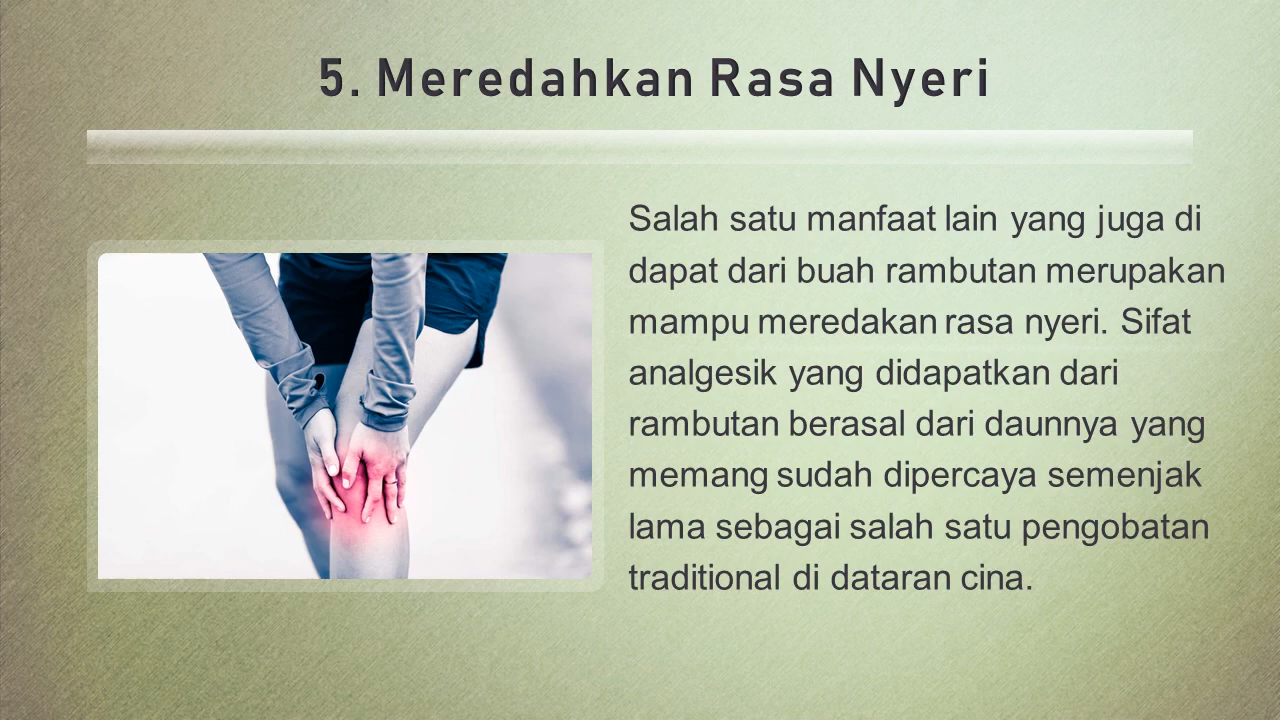 5. Meredahkan Rasa Nyeri
Salah satu manfaat lain yang juga di
dapat dari buah rambutan merupakan
mampu meredakan rasa nyeri. Sifat
analgesik yang didapatkan dari
rambutan berasal dari daunnya yang
memang sudah dipercaya semenjak
lama sebagai salah satu pengobatan
traditional di dataran cina.